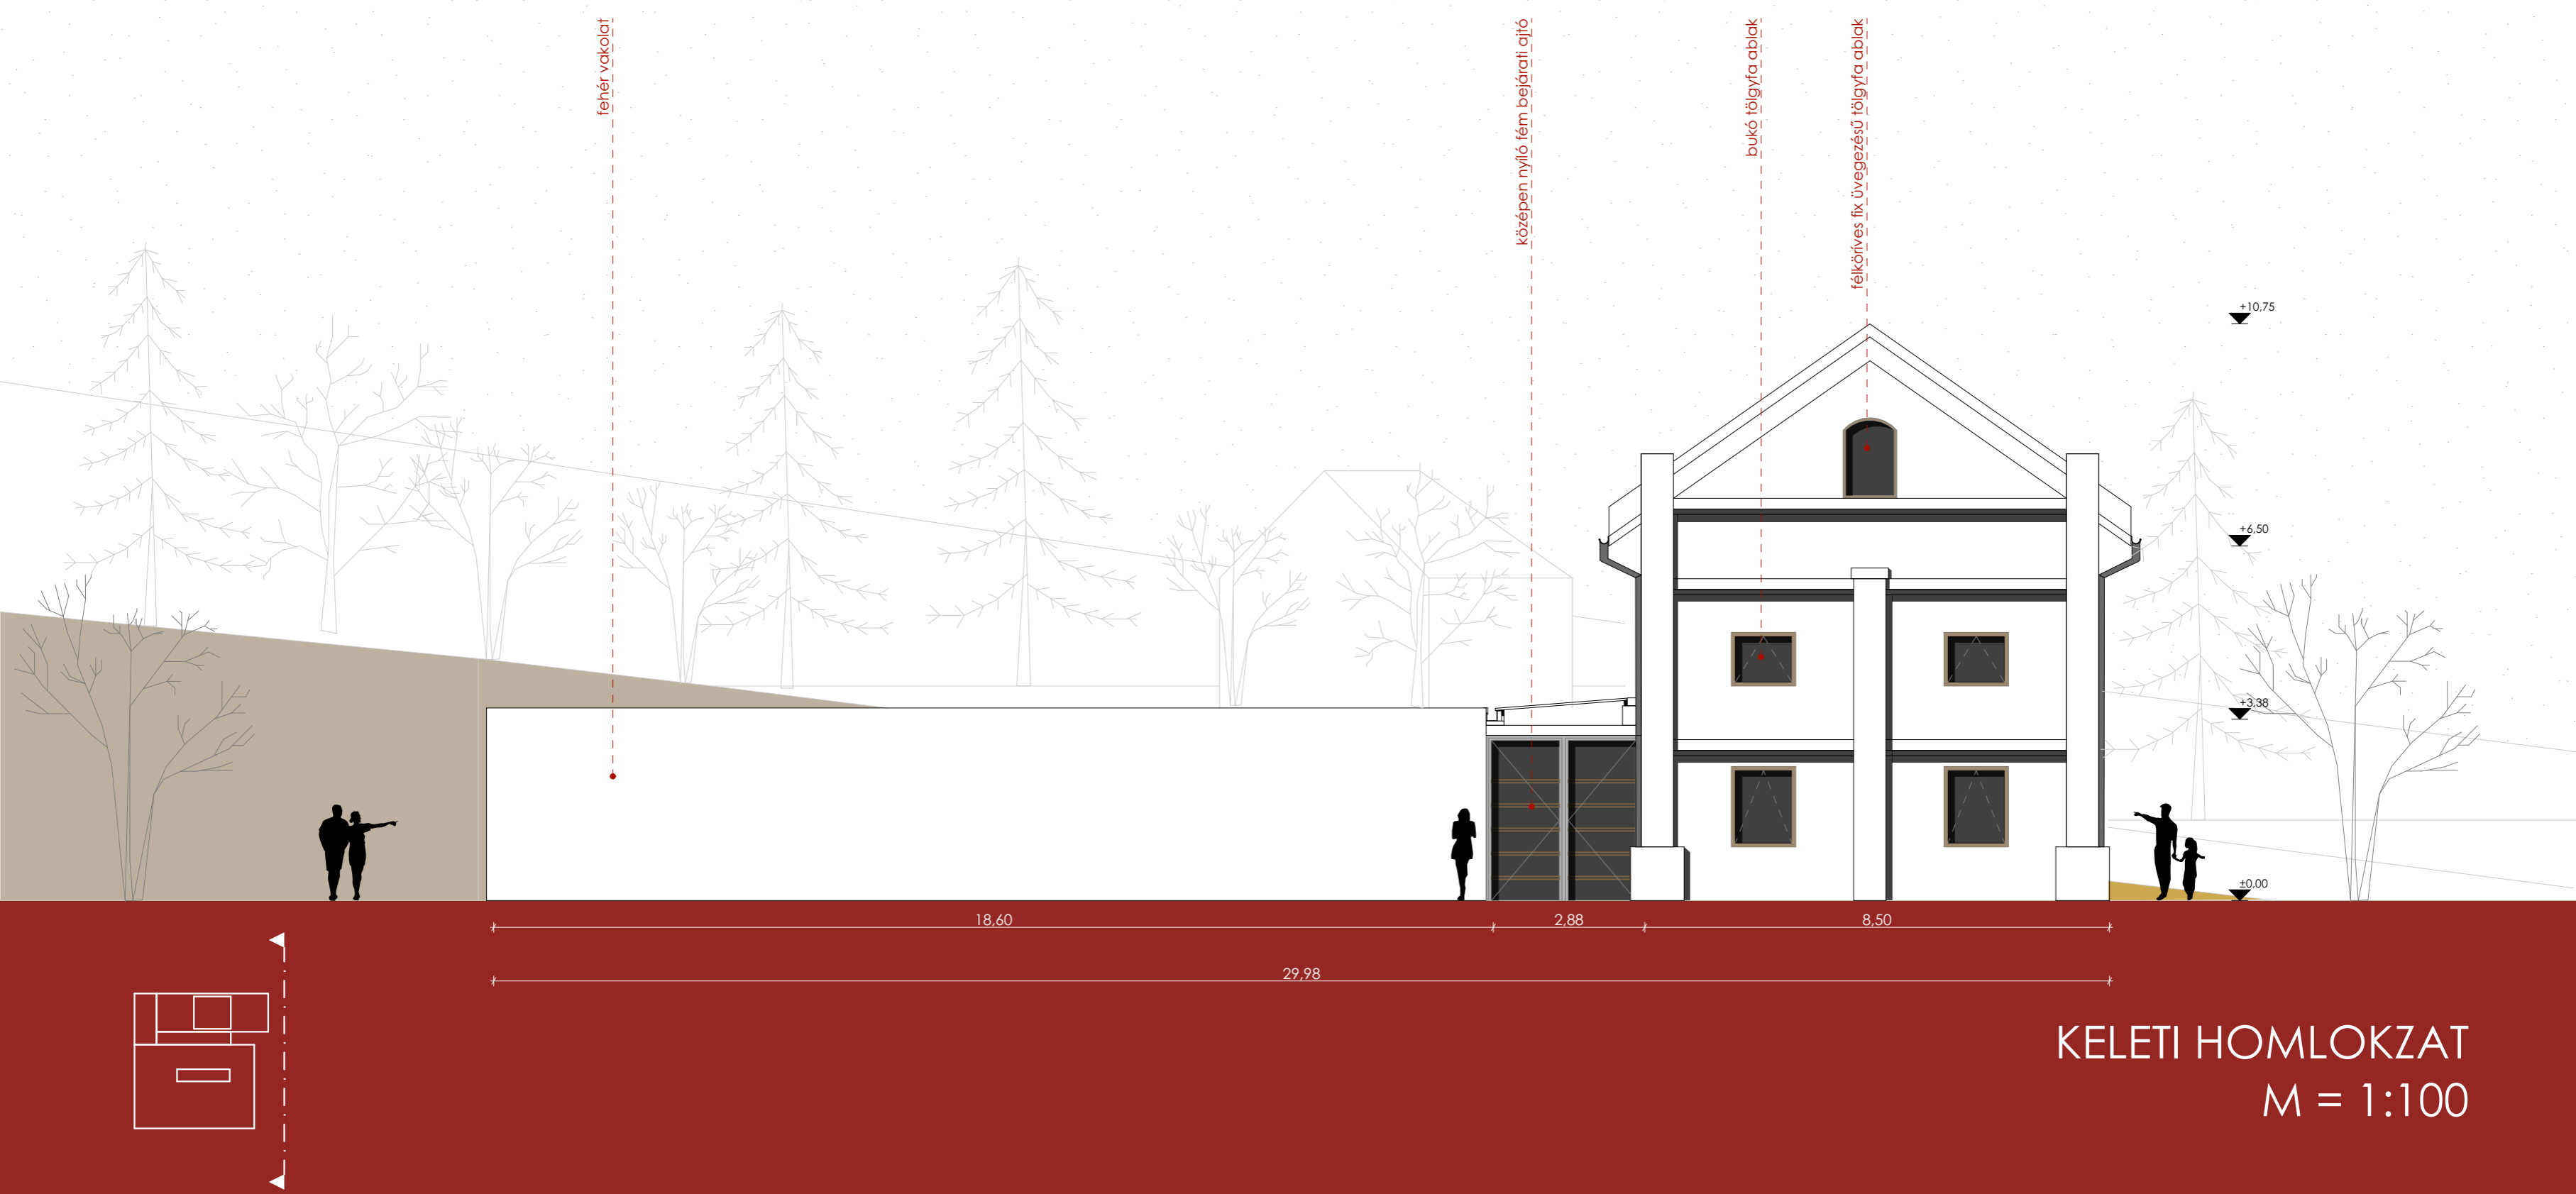 fehér vakolat
középen nyíló fém bejárati ajtó
bukó tölgyfa ablak
félköríves fix üvegezésű tölgyfa ablak
+10,75
+6,50
+3,38
±0,00
18,60
2,88
8,50
29,98
KELETI HOMLOKZAT
M = 1:100